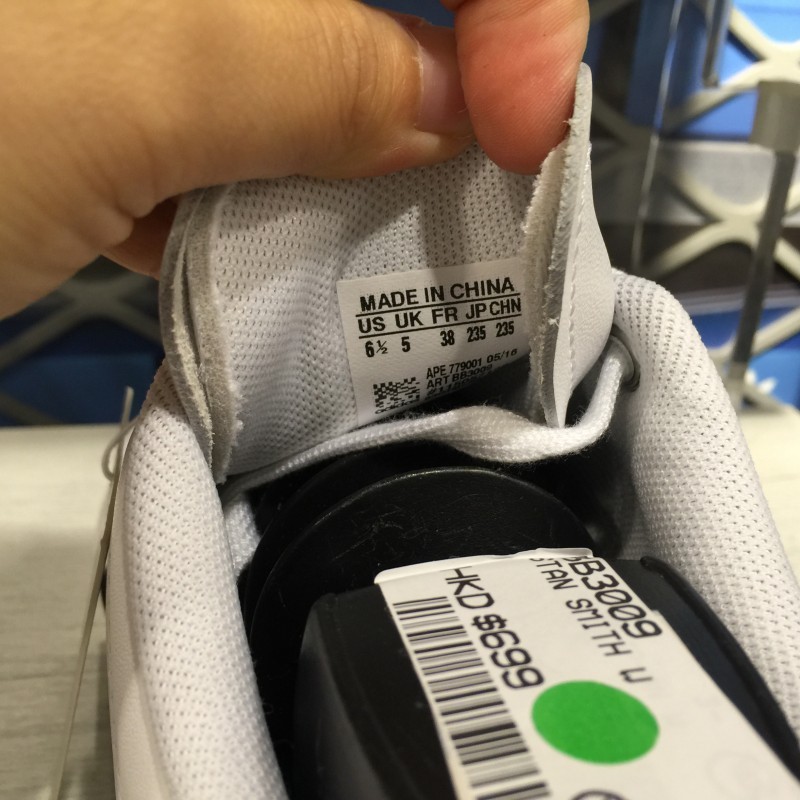 MADE IN CHINA
US UK FR JP CHN
6½ 5 38 235 235
APE 779001 05/16
ART BB3009
BB3009
STAN SMITH W
HKD $699